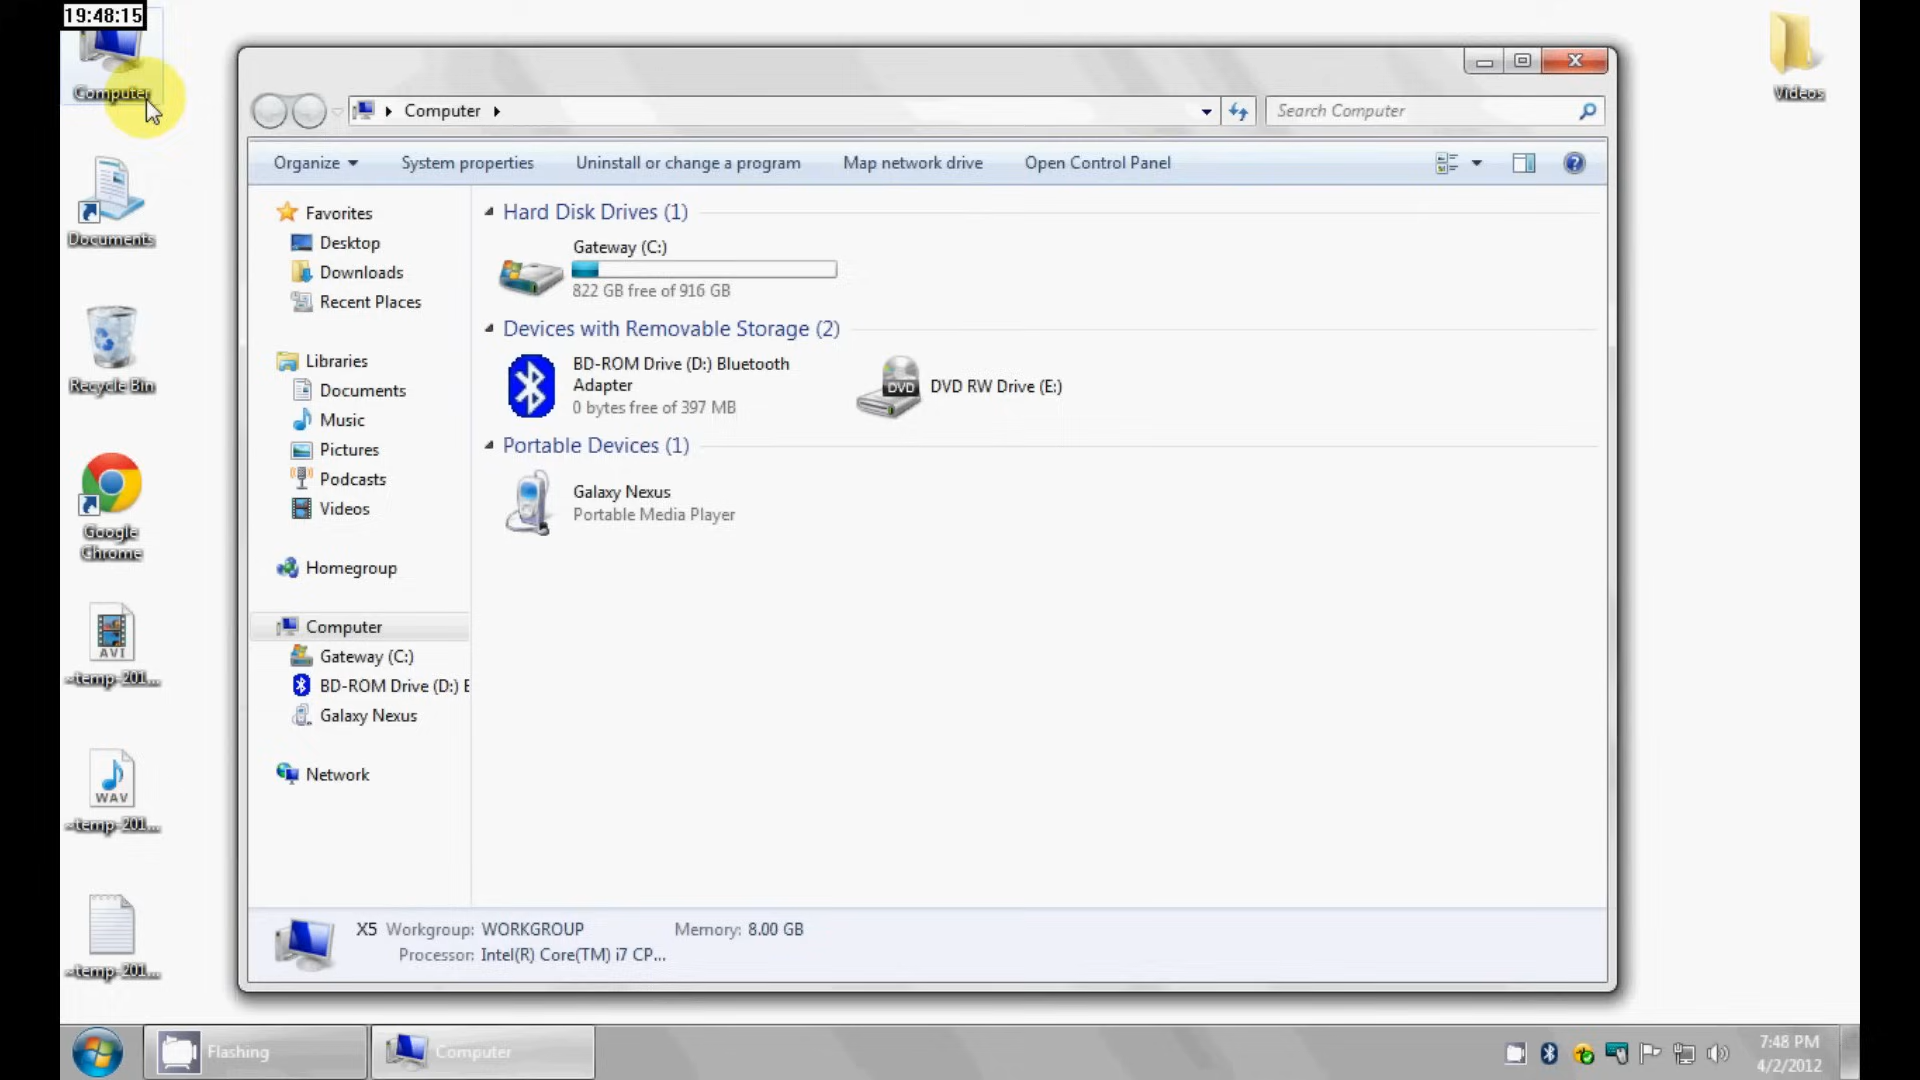 19:48:15
Computer
Documents
Recycle Bin
Google
Chrome
AVI
~temp-201...
WAV
~temp-201...
~temp-201...
Videos
Computer
Search Computer
Organize
System properties
Uninstall or change a program
Map network drive
Open Control Panel
Favorites
Desktop
Downloads
Recent Places
Libraries
Documents
Music
Pictures
Podcasts
Videos
Homegroup
Computer
Gateway (C:)
BD-ROM Drive (D:) E
Galaxy Nexus
Network
Hard Disk Drives (1)
Gateway (C:)
822 GB free of 916 GB
Devices with Removable Storage (2)
BD-ROM Drive (D:) Bluetooth
Adapter
0 bytes free of 397 MB
DVD
DVD RW Drive (E:)
Portable Devices (1)
Galaxy Nexus
Portable Media Player
X5 Workgroup: WORKGROUP Memory: 8.00 GB
Processor: Intel(R) Core(TM) i7 CP...
Flashing
Computer
7:48 PM
4/2/2012